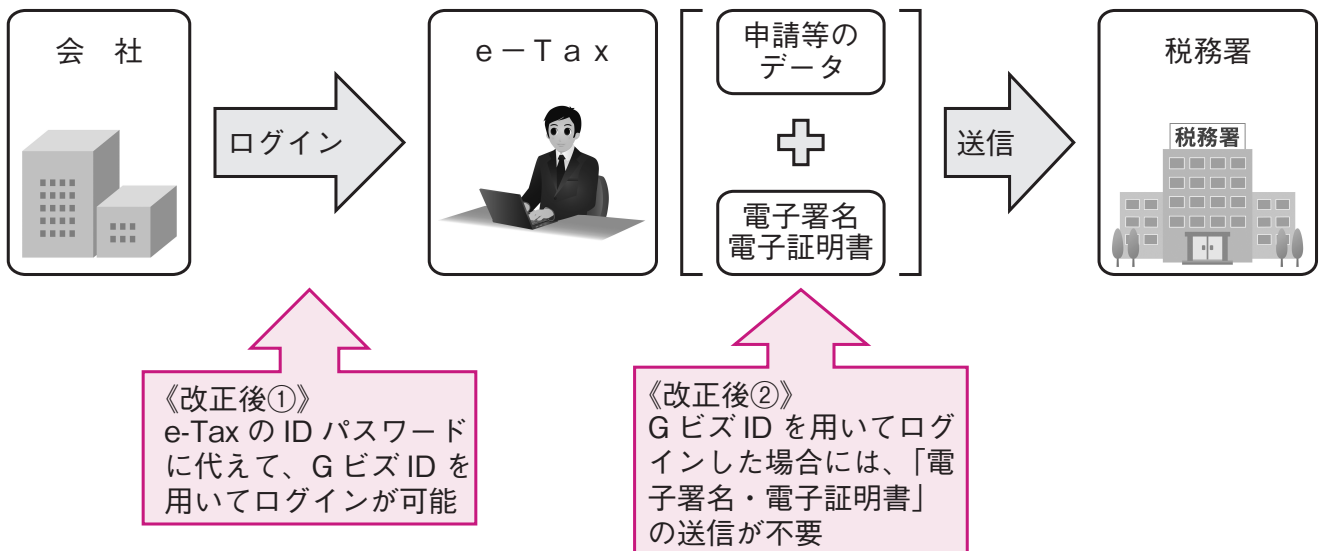 会　社
ログイン
e－Tax
申請等の
データ
電子署名
電子証明書
送信
税務署
税務署
《改正後①》
e-Tax の ID パスワード
に代えて、G ビズ ID を
用いてログインが可能
《改正後②》
G ビズ ID を用いてログ
インした場合には、「電
子署名・電子証明書」
の送信が不要